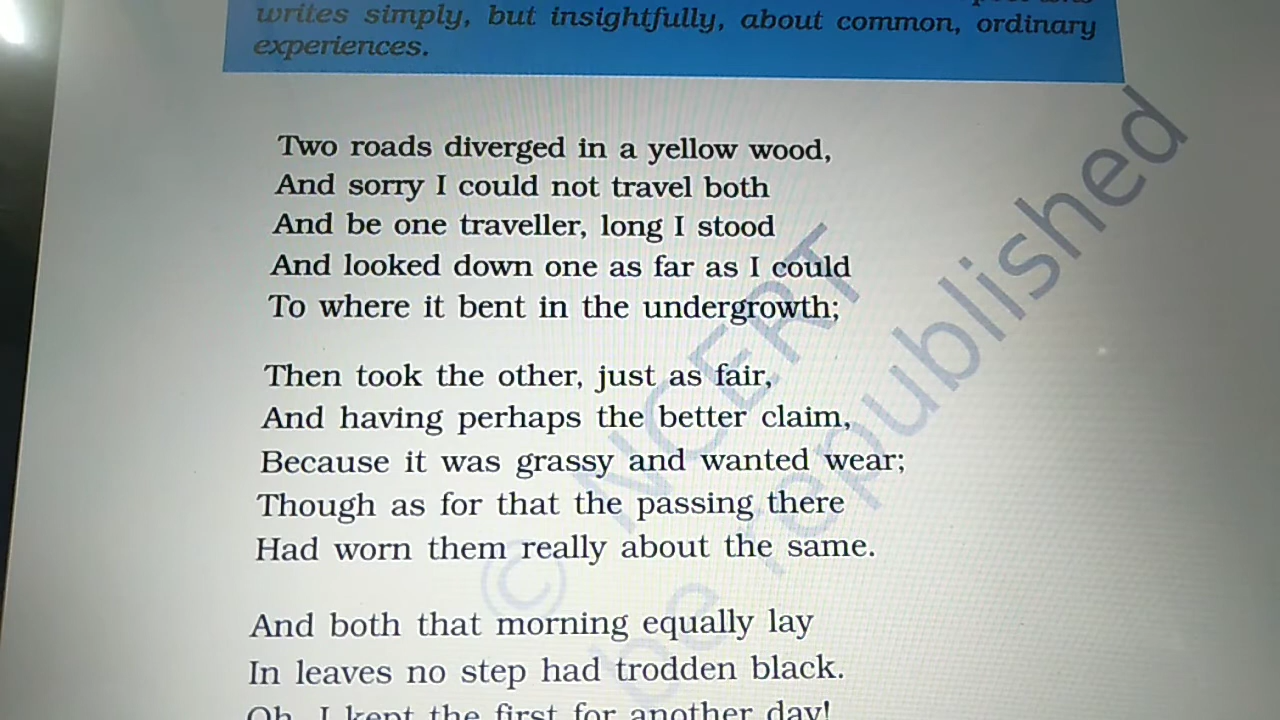 writes simply, but insightfully, about common, ordinary
experiences.
Two roads diverged in a yellow wood,
And sorry I could not travel both
And be one traveller, long I stood
And looked down one as far as I could
To where it bent in the undergrowth;
Then took the other, just as fair,
And having perhaps the better claim,
Because it was grassy and wanted wear;
Though as for that the passing there
Had worn them really about the same.
And both that morning equally lay
In leaves no step had trodden black.
Oh, I kept the first for another day!
© NCERT
be republished